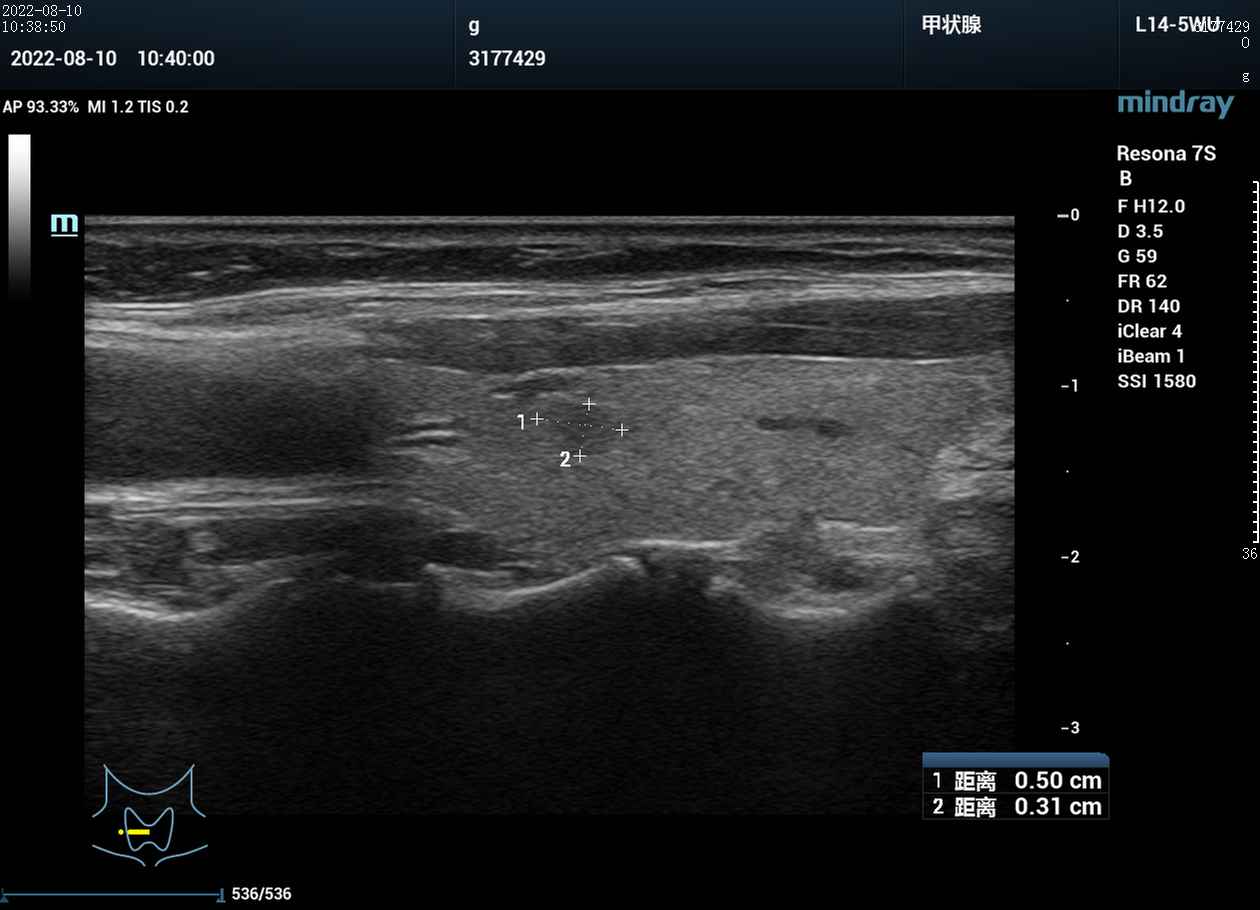 2022-08-10
10:38:50
2022-08-10 10:40:00
g
3177429
甲状腺
L14-5WU
3177429
0
g
AP 93.33% MI 1.2 TIS 0.2
mindray
Resona 7S
B
F H12.0
D 3.5
G 59
FR 62
DR 140
iClear 4
iBeam 1
SSI 1580
m
0
1
2
3
1
2
36
1 距离 0.50 cm
2 距离 0.31 cm
536/536